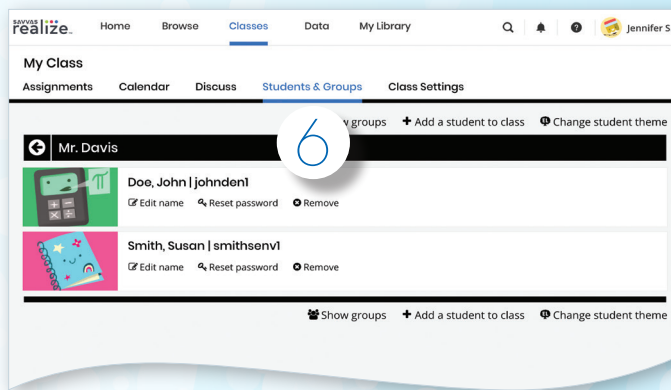 SAVVAS
realize™
Home Browse Classes Data My Library Jennifer S
My Class
Assignments Calendar Discuss Students & Groups Class Settings
groups + Add a student to class Change student theme
6
Mr. Davis
Doe, John | johnden1
Edit name Reset password Remove
Smith, Susan | smithsenv1
Edit name Reset password Remove
Show groups + Add a student to class Change student theme